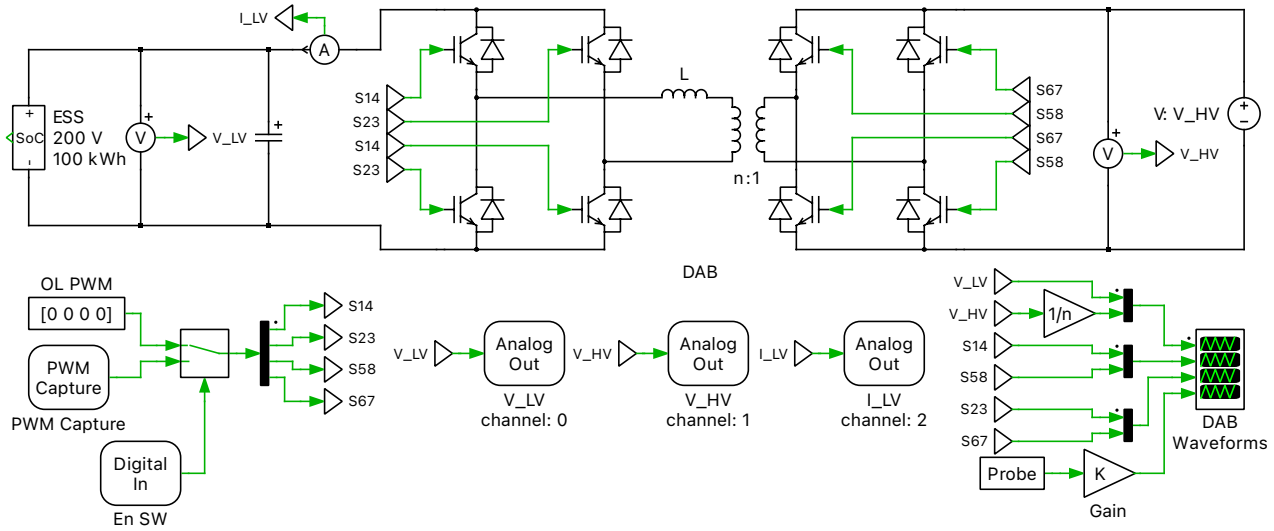 I_LV
A
ESS
200 V
100 kWh
+
SoC
-
+
V
V_LV
+
S14
S23
S14
S23
L
n:1
S67
S58
S67
S58
+
V
V_HV
V: V_HV
+
−
OL PWM
[0 0 0 0]
PWM
Capture
PWM Capture
Digital
In
En SW
S14
S23
S58
S67
DAB
V_LV
Analog
Out
V_LV
channel: 0
V_HV
Analog
Out
V_HV
channel: 1
I_LV
Analog
Out
I_LV
channel: 2
V_LV
V_HV
1/n
S14
S58
S23
S67
Probe
K
Gain
DAB
Waveforms